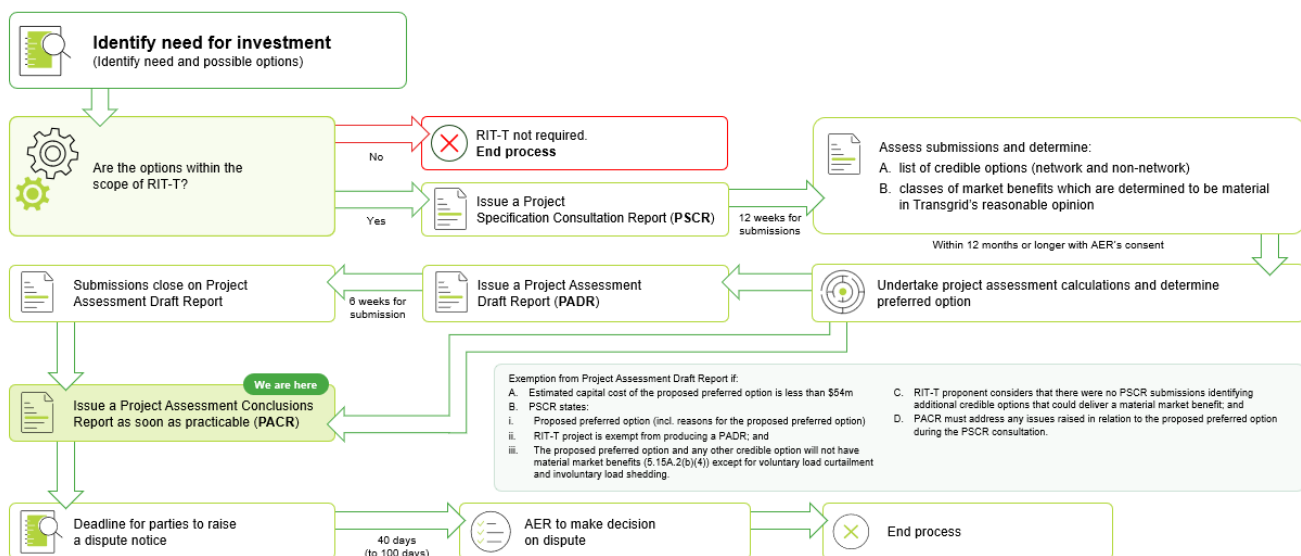 Identify need for investment
(Identify need and possible options)
Are the options within the
scope of RIT-T?
No
RIT-T not required.
End process
Yes
Issue a Project
Specification Consultation Report (PSCR)
12 weeks for
submissions
Assess submissions and determine:
A. list of credible options (network and non-network)
B. classes of market benefits which are determined to be material
in Transgrid's reasonable opinion
Within 12 months or longer with AER's consent
Undertake project assessment calculations and determine
preferred option
Issue a Project Assessment
Draft Report (PADR)
6 weeks for
submission
Submissions close on Project
Assessment Draft Report
We are here
Issue a Project Assessment Conclusions
Report as soon as practicable (PACR)
Exemption from Project Assessment Draft Report if:
A. Estimated capital cost of the proposed preferred option is less than $54m
B. PSCR states:
i. Proposed preferred option (incl. reasons for the proposed preferred option)
ii. RIT-T project is exempt from producing a PADR; and
iii. The proposed preferred option and any other credible option will not have
material market benefits (5.15A.2(b)(4)) except for voluntary load curtailment
and involuntary load shedding.
C. RIT-T proponent considers that there were no PSCR submissions identifying
additional credible options that could deliver a material market benefit; and
D. PACR must address any issues raised in relation to the proposed preferred option
during the PSCR consultation.
Deadline for parties to raise
a dispute notice
40 days
(to 100 days)
AER to make decision
on dispute
End process